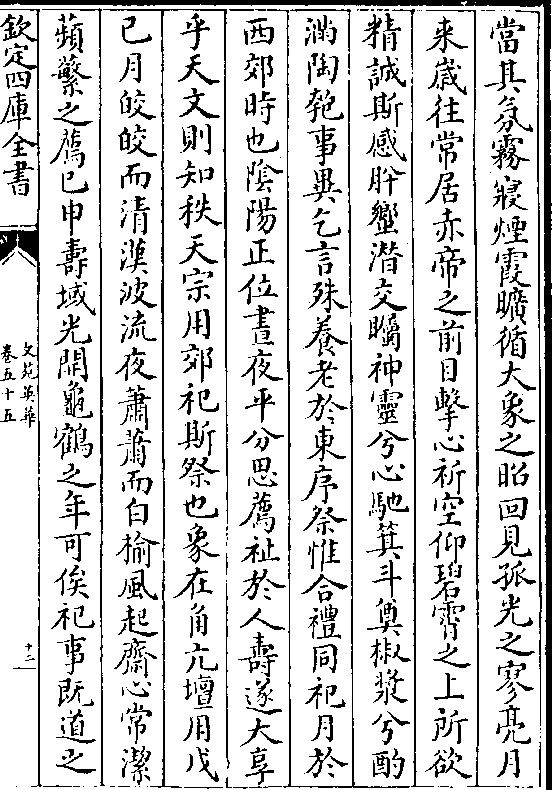 當其氛霧寢煙霞曠循大象之昭回見孤光之寥亮月
来歲往常居赤帝之前目擊心祈空仰碧霄之上所欲
精誠斯感肸蠁潜交矚神靈兮心馳箕斗奠椒漿兮酌
滿陶匏事異乞言殊養老於東序祭惟合禮同祀月於
西郊時也陰陽正位晝夜平分思薦祉於人壽遂大享
乎天文則知秩天宗用郊祀斯祭也象在角亢壇用戊
已月皎皎而清漢波流夜蕭蕭而白榆風起齋心常潔
蘋蘩之薦已申壽域光開龜鶴之年可俟祀事既道之
欽定四庫全書
文苑英華
卷五十五
十二